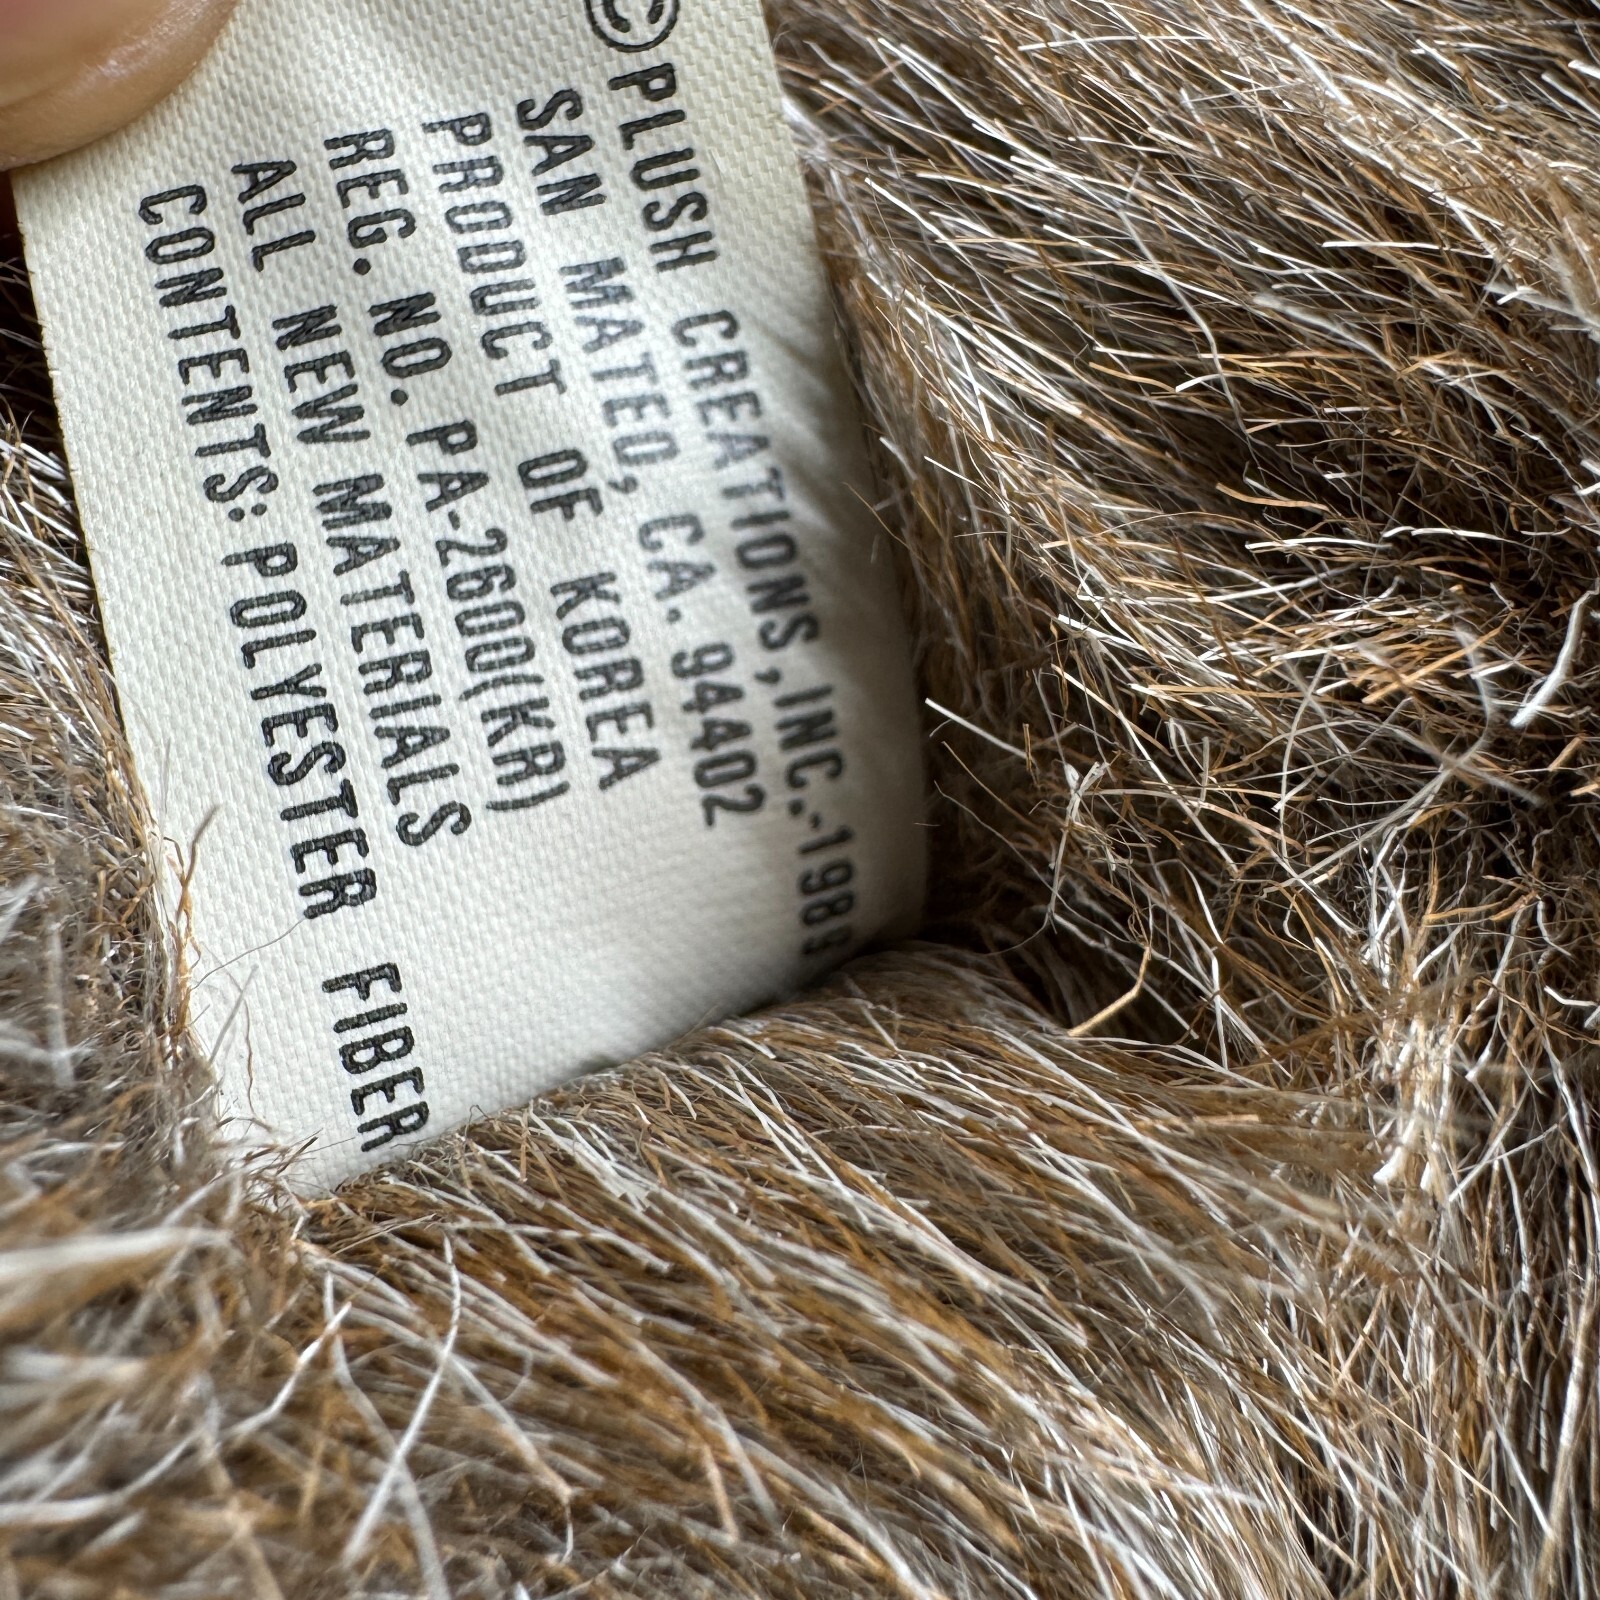 © PLUSH CREATIONS, INC.-1989
SAN MATEO, CA. 94402
PRODUCT OF KOREA
REG. NO. PA-2600(KR)
ALL NEW MATERIALS
CONTENTS: POLYESTER FIBER